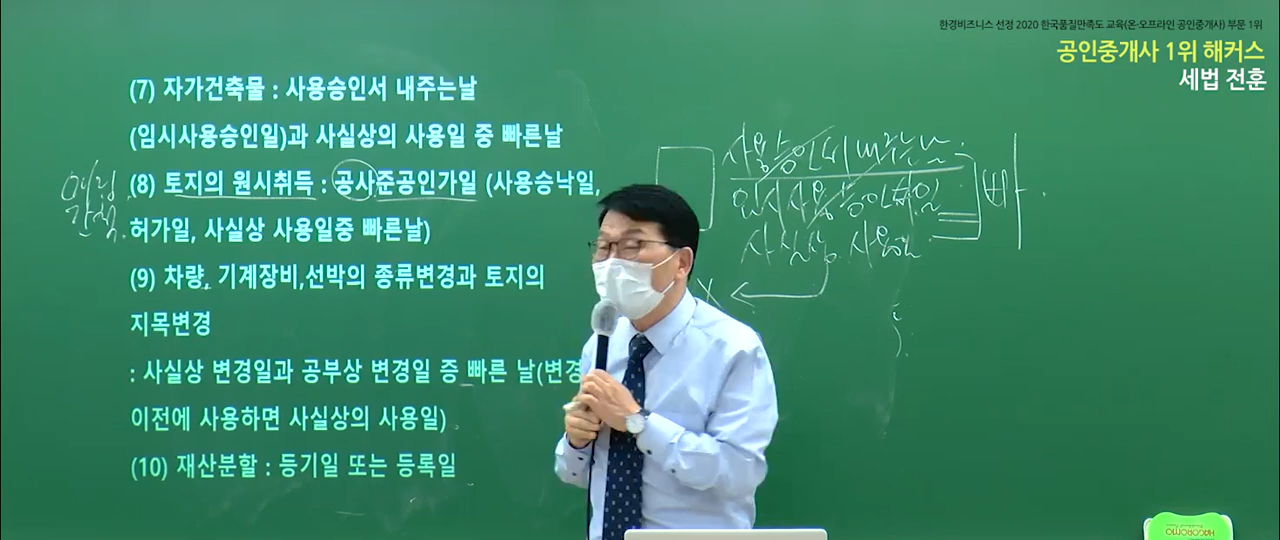 한경비즈니스 선정 2020 한국품질만족도 교육(온·오프라인 공인중개사) 부문 1위
공인중개사 1위 해커스
세법 전훈
(7) 자가건축물 : 사용승인서 내주는날
(임시사용승인일)과 사실상의 사용일 중 빠른날
(8) 토지의 원시취득 : 공사준공인가일 (사용승낙일,
허가일, 사실상 사용일중 빠른날)
(9) 차량, 기계장비,선박의 종류변경과 토지의
지목변경
: 사실상 변경일과 공부상 변경일 중 빠른 날(변경
이전에 사용하면 사실상의 사용일)
(10) 재산분할 : 등기일 또는 등록일
매립
간척
사용승인서 내주는날
임시사용승인일
사실상 사용일
빠
HAGOROMO